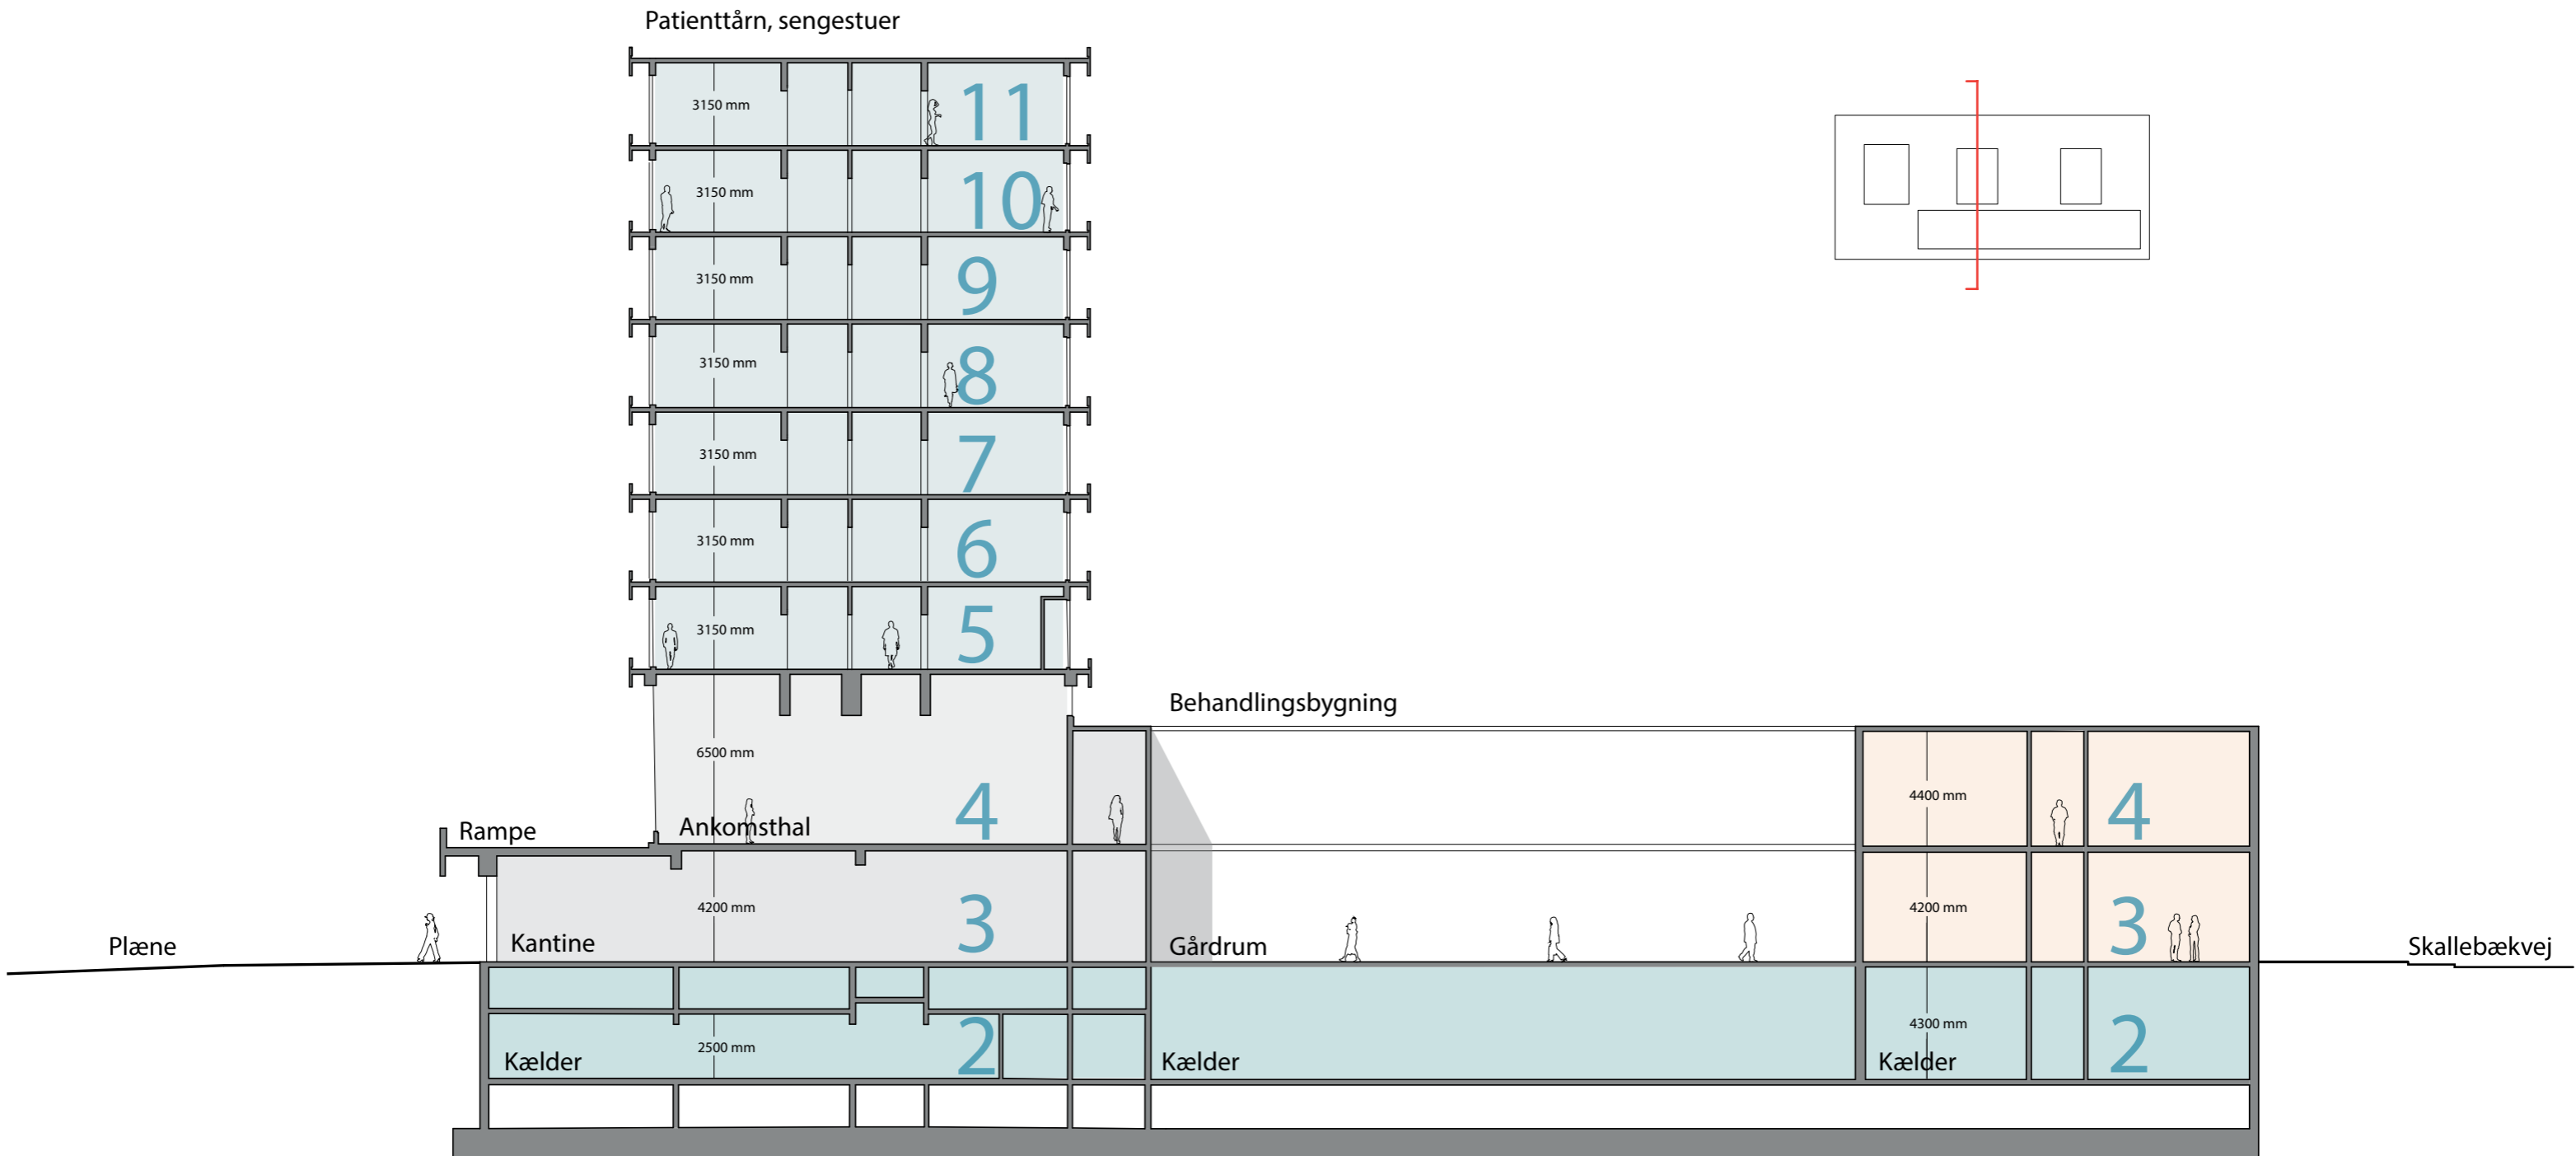 Patienttårn, sengestuer
3150 mm
11
3150 mm
10
3150 mm
9
3150 mm
8
3150 mm
7
3150 mm
6
3150 mm
5
Behandlingsbygning
6500 mm
4400 mm
4
4
Rampe
Ankomsthal
4200 mm
4200 mm
3
3
Plæne
Kantine
Gårdrum
Skallebækvej
2500 mm
2
4300 mm
2
Kælder
Kælder
Kælder